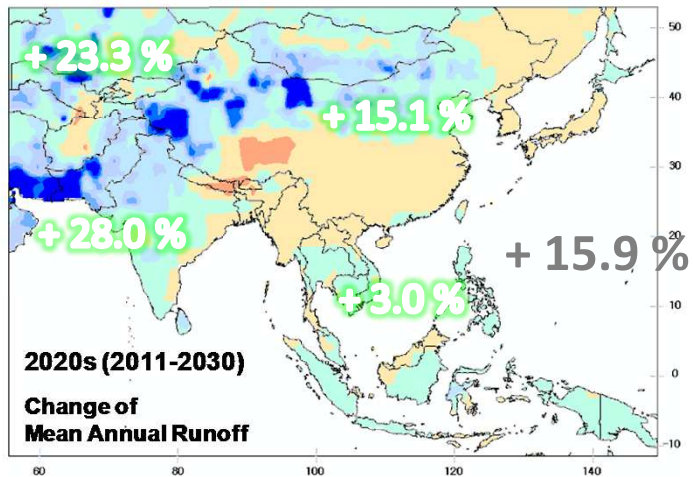 50
+ 23.3 %
40
+ 15.1 %
30
+ 28.0 %
20
+ 15.9 %
+ 3.0 %
10
2020s (2011-2030)
0
Change of
Mean Annual Runoff
-10
60
80
100
120
140